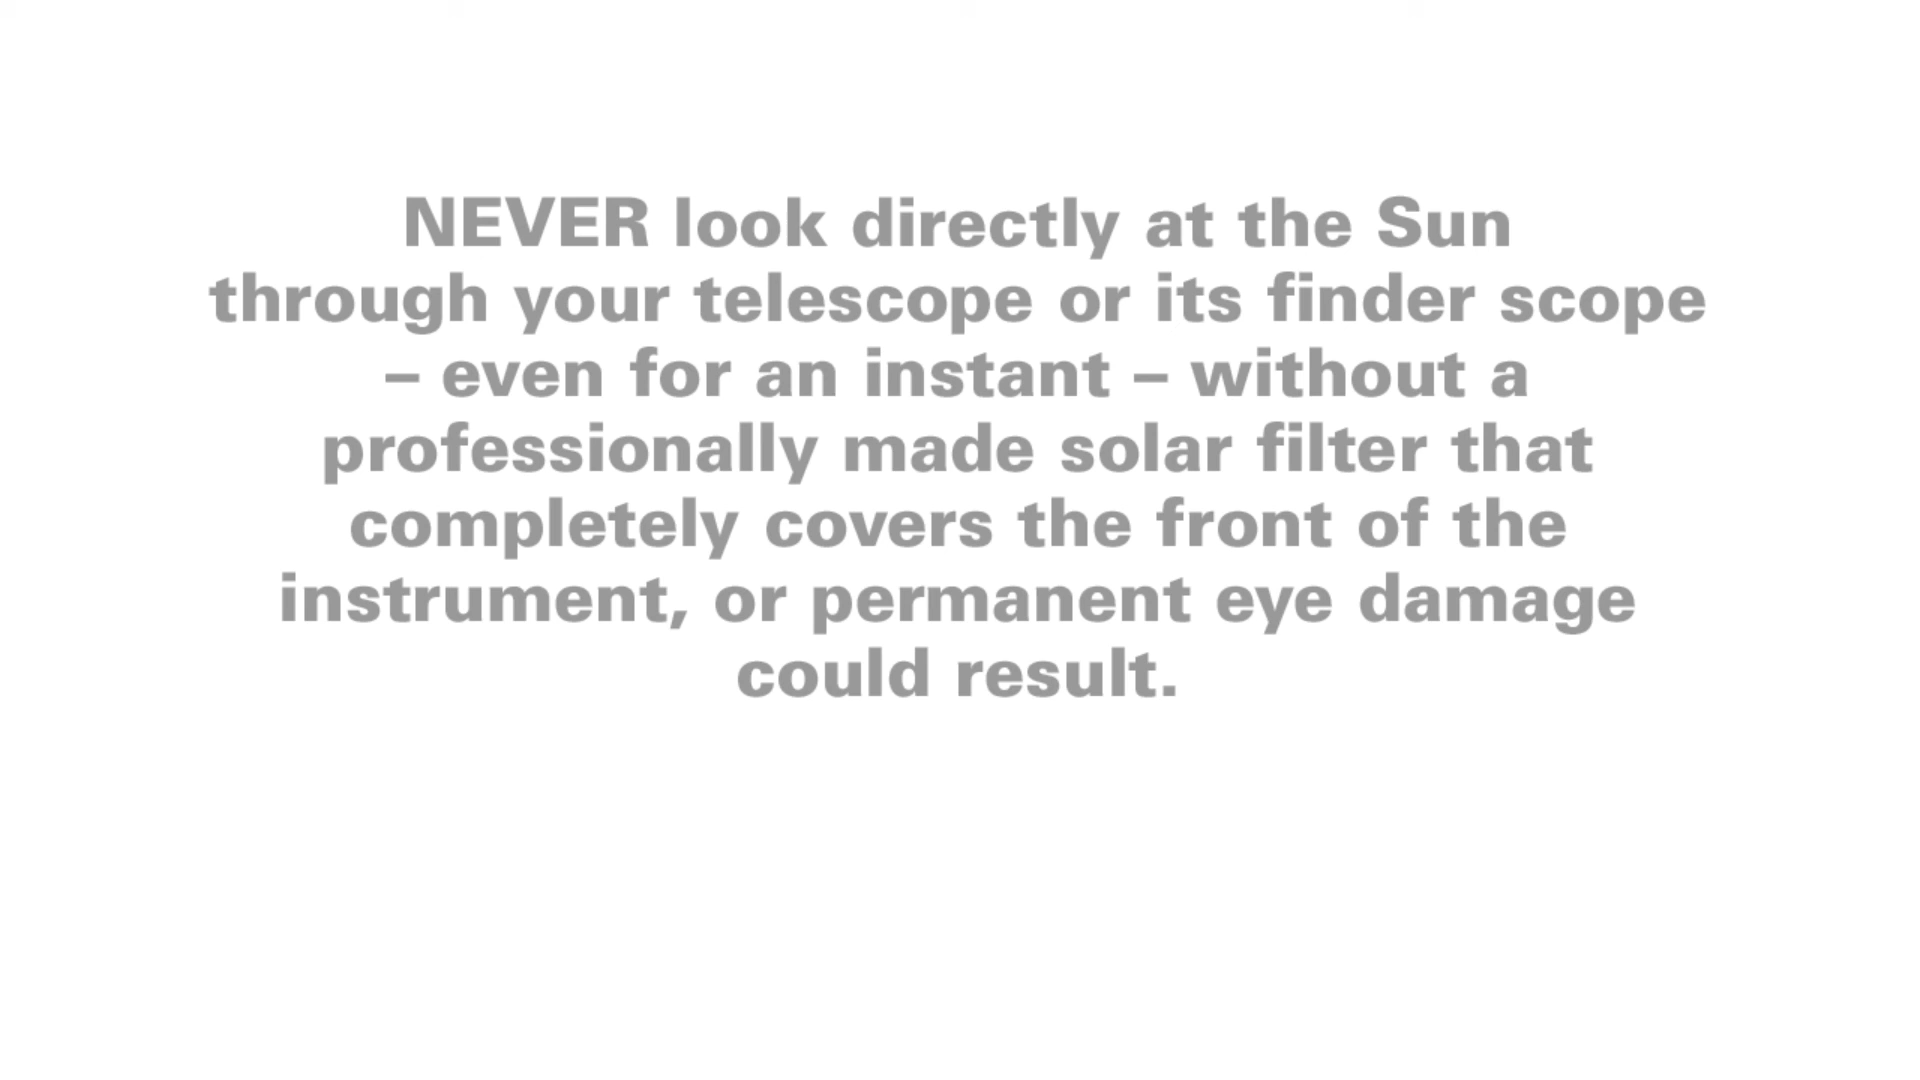 NEVER look directly at the Sun
through your telescope or its finder scope
– even for an instant – without a
professionally made solar filter that
completely covers the front of the
instrument, or permanent eye damage
could result.